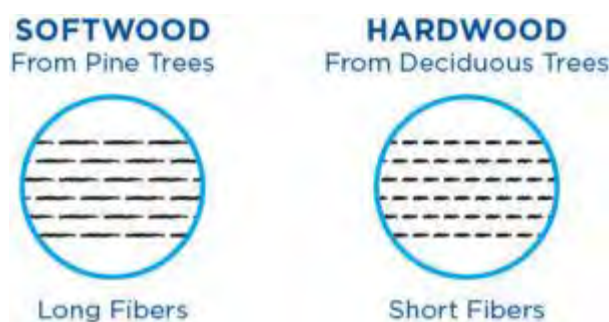 SOFTWOOD
From Pine Trees
Long Fibers
HARDWOOD
From Deciduous Trees
Short Fibers